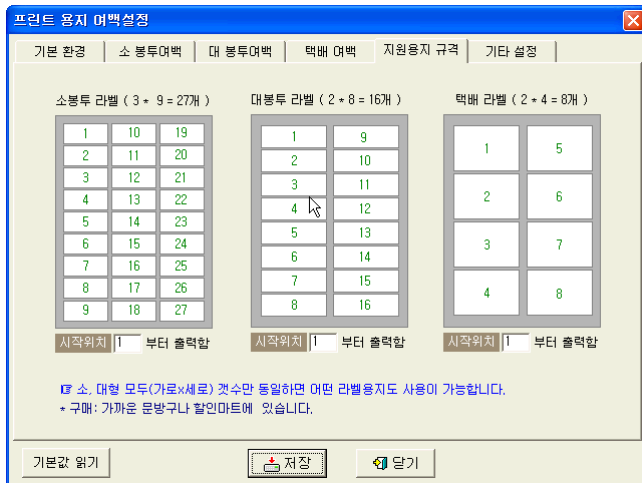 프린트 용지 여백설정
기본 환경 소 봉투여백 대 봉투여백 택배 여백 지원용지 규격 기타 설정
소봉투 라벨 ( 3 * 9 = 27개 ) 대봉투 라벨 ( 2 * 8 = 16개 ) 택배 라벨 ( 2 * 4 = 8개 )
1 10 19
2 11 20
3 12 21
4 13 22
5 14 23
6 15 24
7 16 25
8 17 26
9 18 27
1 9
2 10
3 11
4 12
5 13
6 14
7 15
8 16
1 5
2 6
3 7
4 8
시작위치 1 부터 출력함 시작위치 1 부터 출력함 시작위치 1 부터 출력함
☞ 소, 대형 모두(가로x세로) 갯수만 동일하면 어떤 라벨용지도 사용이 가능합니다.
* 구매: 가까운 문방구나 할인마트에 있습니다.
기본값 읽기 저장 닫기